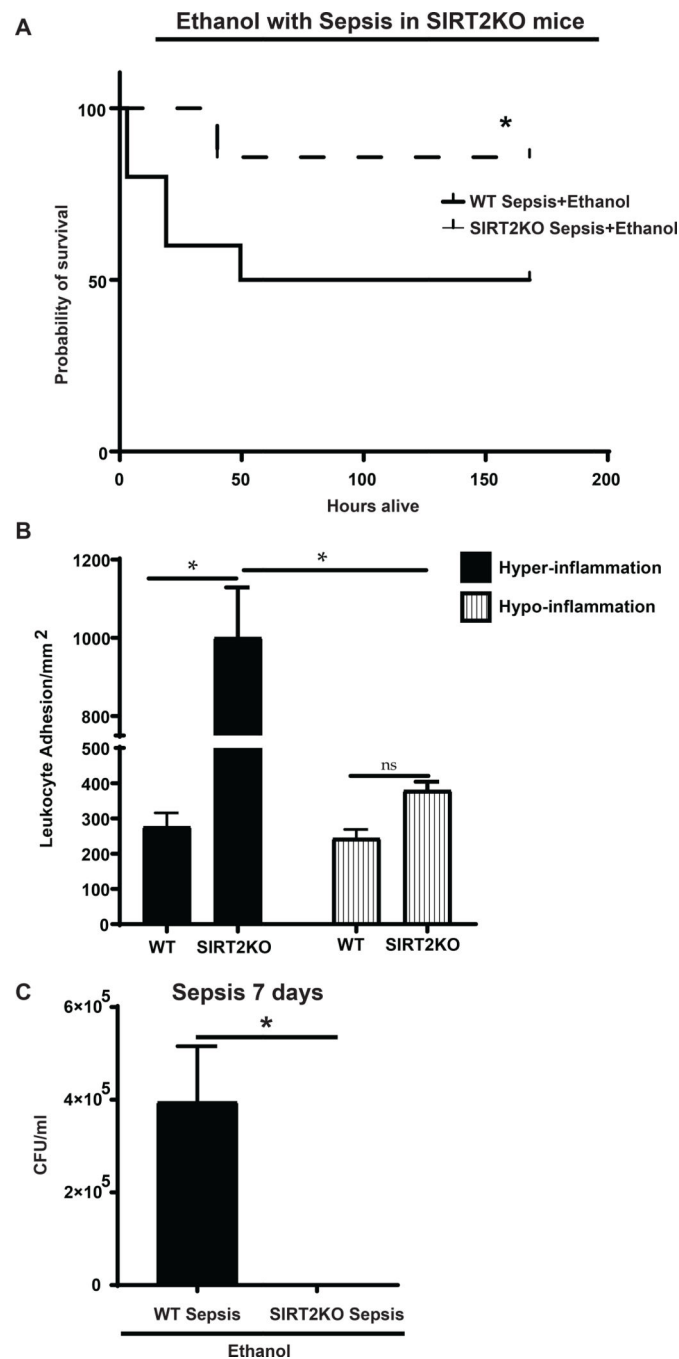 A
Ethanol with Sepsis in SIRT2KO mice
Probability of survival
100
50
0
*
WT Sepsis+Ethanol
SIRT2KO Sepsis+Ethanol
0 50 100 150 200
Hours alive
B
Leukocyte Adhesion/mm2
1200
1000
800
500
400
300
200
100
0
*
*
ns
Hyper-inflammation
Hypo-inflammation
WT SIRT2KO WT SIRT2KO
C
Sepsis 7 days
CFU/ml
6×10⁵
4×10⁵
2×10⁵
0
*
WT Sepsis SIRT2KO Sepsis
Ethanol